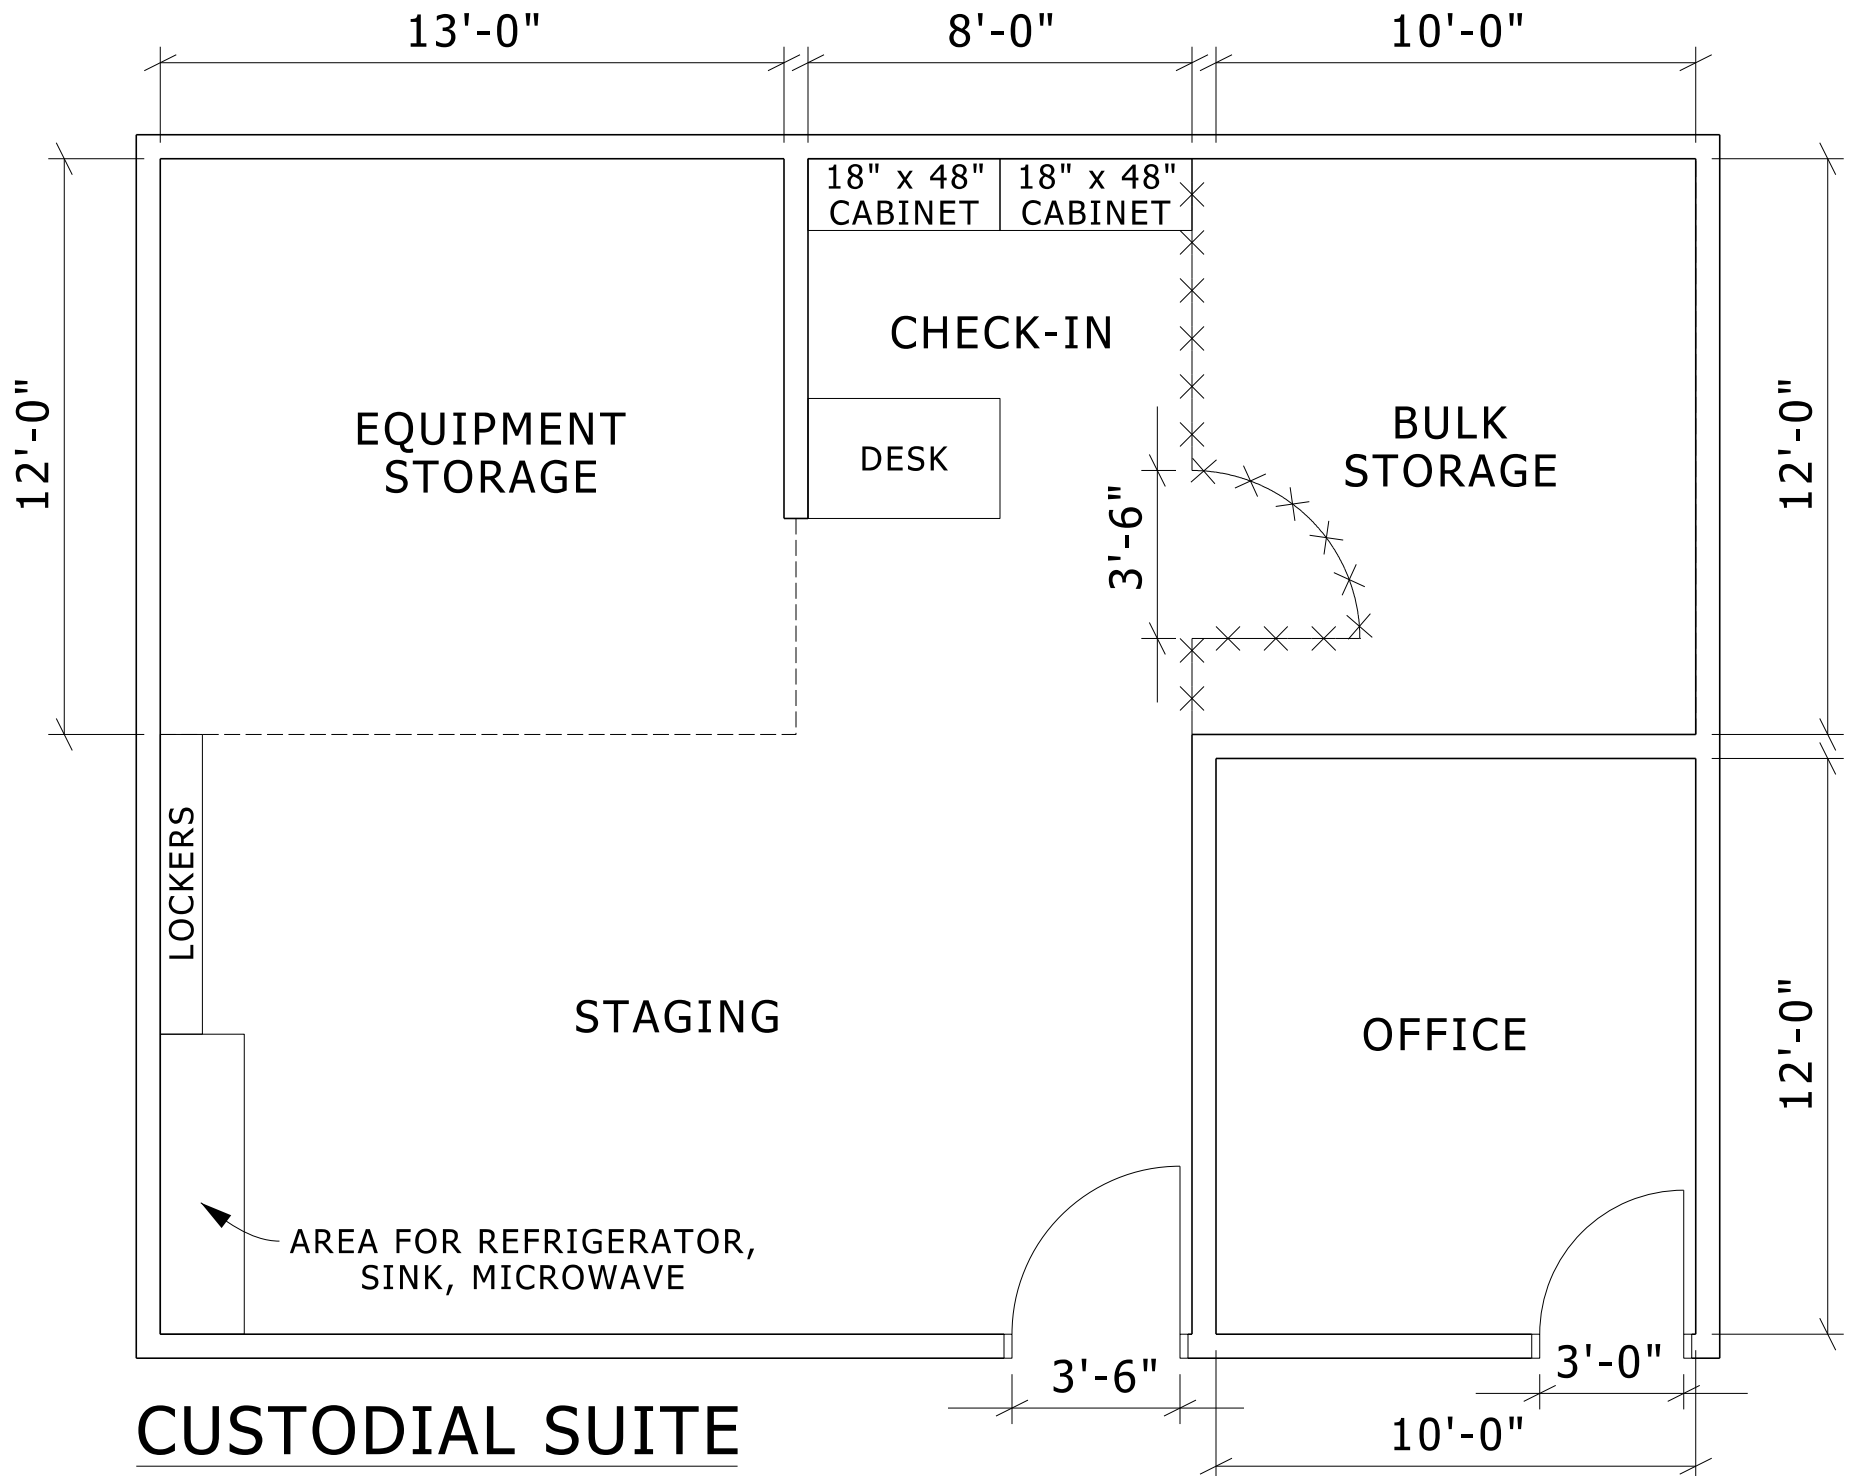 13'-0"
8'-0"
10'-0"
18" x 48"
CABINET
18" x 48"
CABINET
CHECK-IN
12'-0"
EQUIPMENT
STORAGE
DESK
BULK
STORAGE
12'-0"
3'-6"
LOCKERS
STAGING
OFFICE
12'-0"
AREA FOR REFRIGERATOR,
SINK, MICROWAVE
3'-6"
3'-0"
10'-0"
CUSTODIAL SUITE